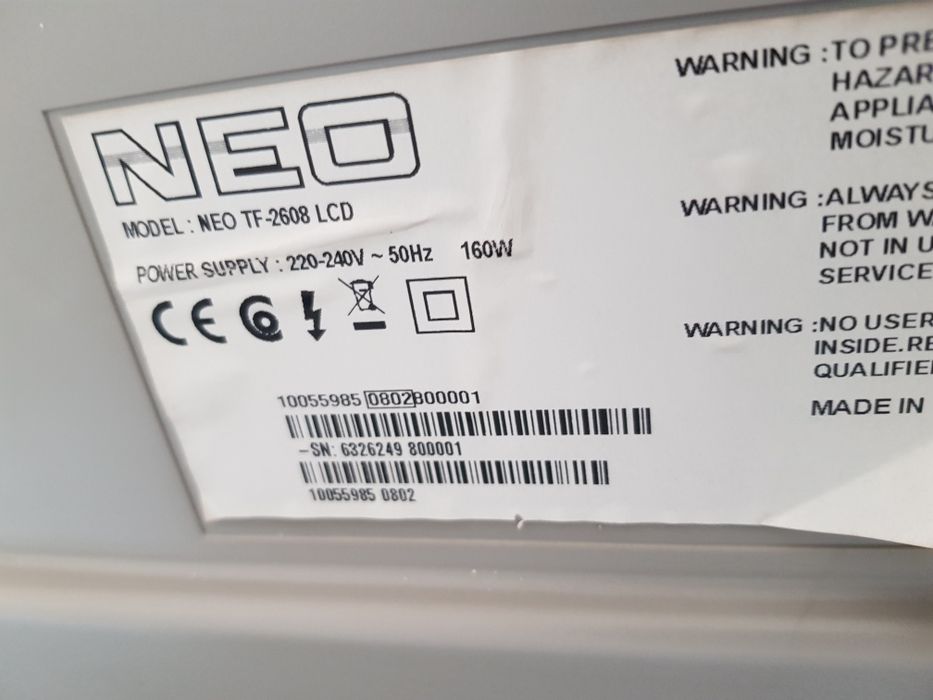 NEO
MODEL : NEO TF-2608 LCD
POWER SUPPLY : 220-240V ~ 50Hz 160W
CE
10055985 0802800001
-SN: 6326249 800001
10055985 0802
WARNING :TO PRE
HAZAR
APPLIA
MOISTU
WARNING :ALWAYS
FROM WA
NOT IN U
SERVICE
WARNING :NO USER
INSIDE.RE
QUALIFIE
MADE IN